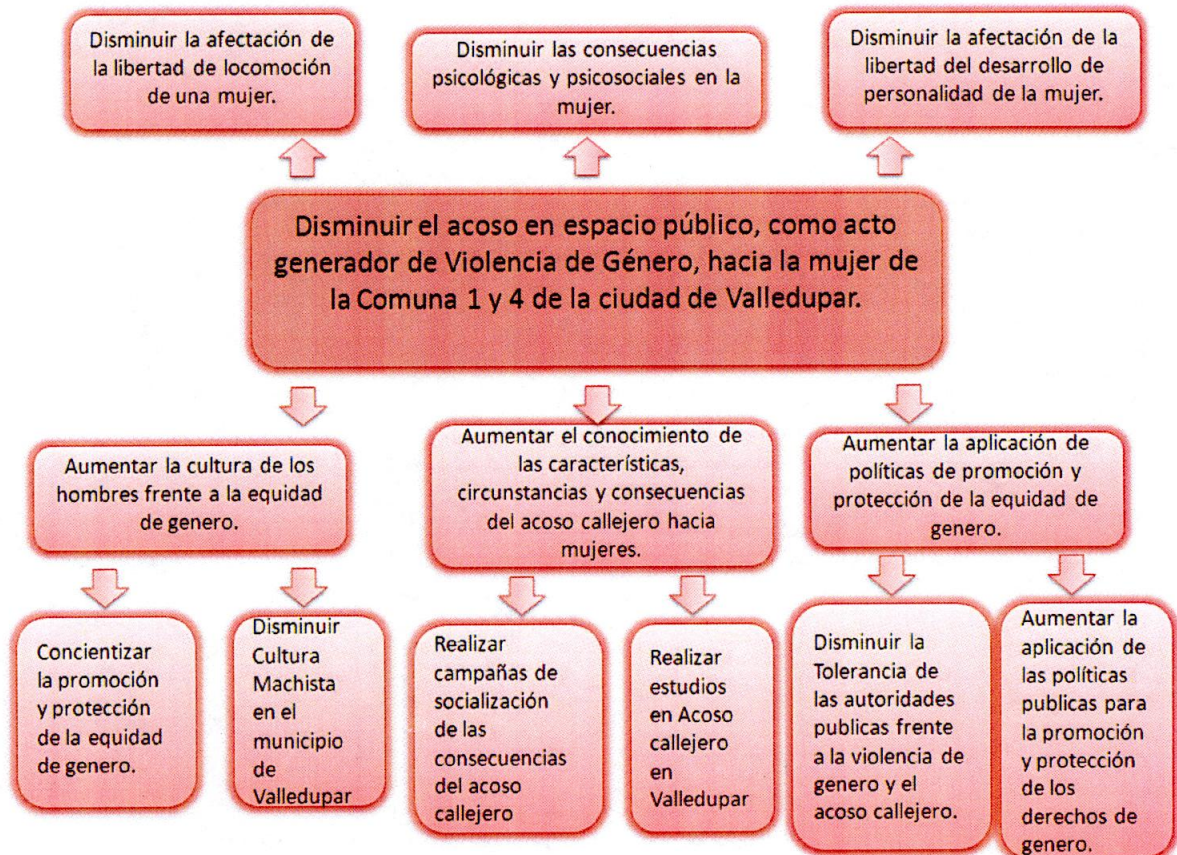 Disminuir la afectación de
la libertad de locomoción
de una mujer.
Disminuir las consecuencias
psicológicas y psicosociales en la
mujer.
Disminuir la afectación de la
libertad del desarrollo de
personalidad de la mujer.
Disminuir el acoso en espacio público, como acto
generador de Violencia de Género, hacia la mujer de
la Comuna 1 y 4 de la ciudad de Valledupar.
Aumentar la cultura de los
hombres frente a la equidad
de genero.
Aumentar el conocimiento de
las características,
circunstancias y consecuencias
del acoso callejero hacia
mujeres.
Aumentar la aplicación de
políticas de promoción y
protección de la equidad de
genero.
Concientizar
la promoción
y protección
de la equidad
de genero.
Disminuir
Cultura
Machista
en el
municipio
de
Valledupar
Realizar
campañas de
socialización
de las
consecuencias
del acoso
callejero
Realizar
estudios
en Acoso
callejero
en
Valledupar
Disminuir la
Tolerancia de
las autoridades
publicas frente
a la violencia de
genero y el
acoso callejero.
Aumentar la
aplicación de
las políticas
publicas para
la promoción
y protección
de los
derechos de
genero.